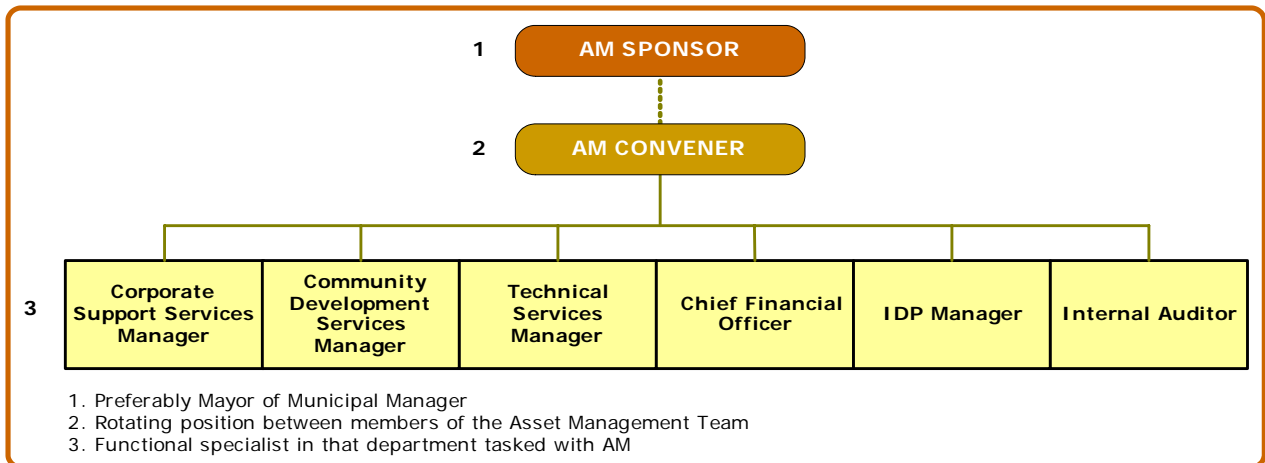 1
AM SPONSOR
2
AM CONVENER
3
Corporate
Support Services
Manager
Community
Development
Services
Manager
Technical
Services
Manager
Chief Financial
Officer
IDP Manager
Internal Auditor
1. Preferably Mayor of Municipal Manager
2. Rotating position between members of the Asset Management Team
3. Functional specialist in that department tasked with AM